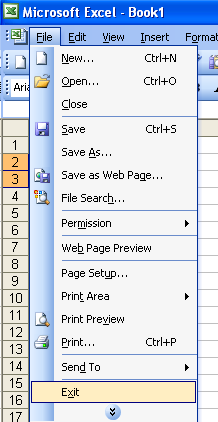 Microsoft Excel - Book1
File Edit View Insert Forma
New... Ctrl+N
Open... Ctrl+O
Aria
Close
Save Ctrl+S
1
Save As...
2
Save as Web Page...
3
File Search...
4
5
Permission
6
7
Web Page Preview
8
Page Setup...
9
Print Area
10
Print Preview
11
12
Print... Ctrl+P
13
Send To
14
15
Exit
16
17